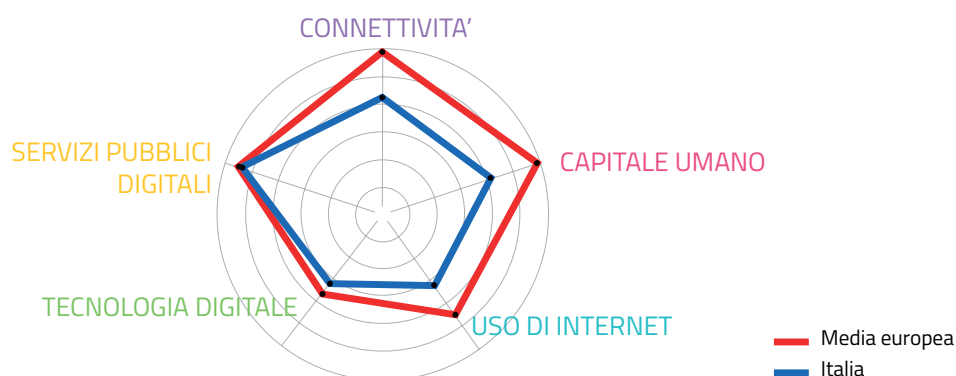 CONNETTIVITA’
SERVIZI PUBBLICI
DIGITALI
CAPITALE UMANO
TECNOLOGIA DIGITALE
USO DI INTERNET
Media europea
Italia